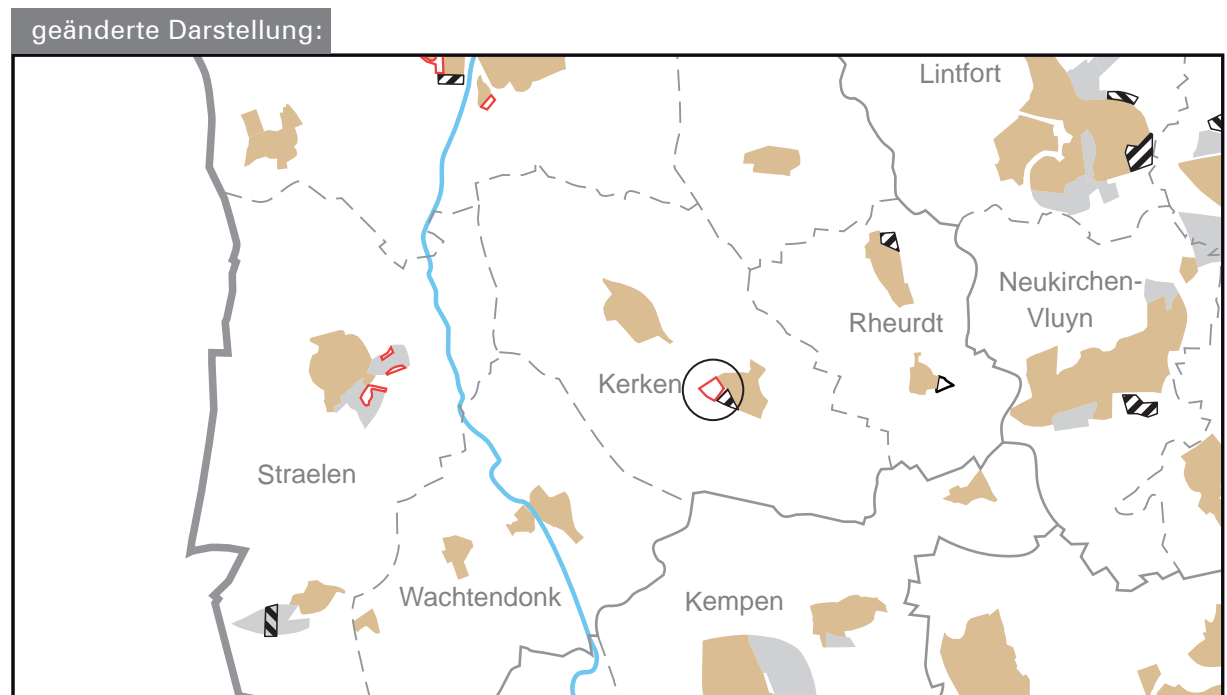 geänderte Darstellung:
Lintfort
Neukirchen-
Vluyn
Rheurdt
Kerken
Straelen
Wachtendonk
Kempen